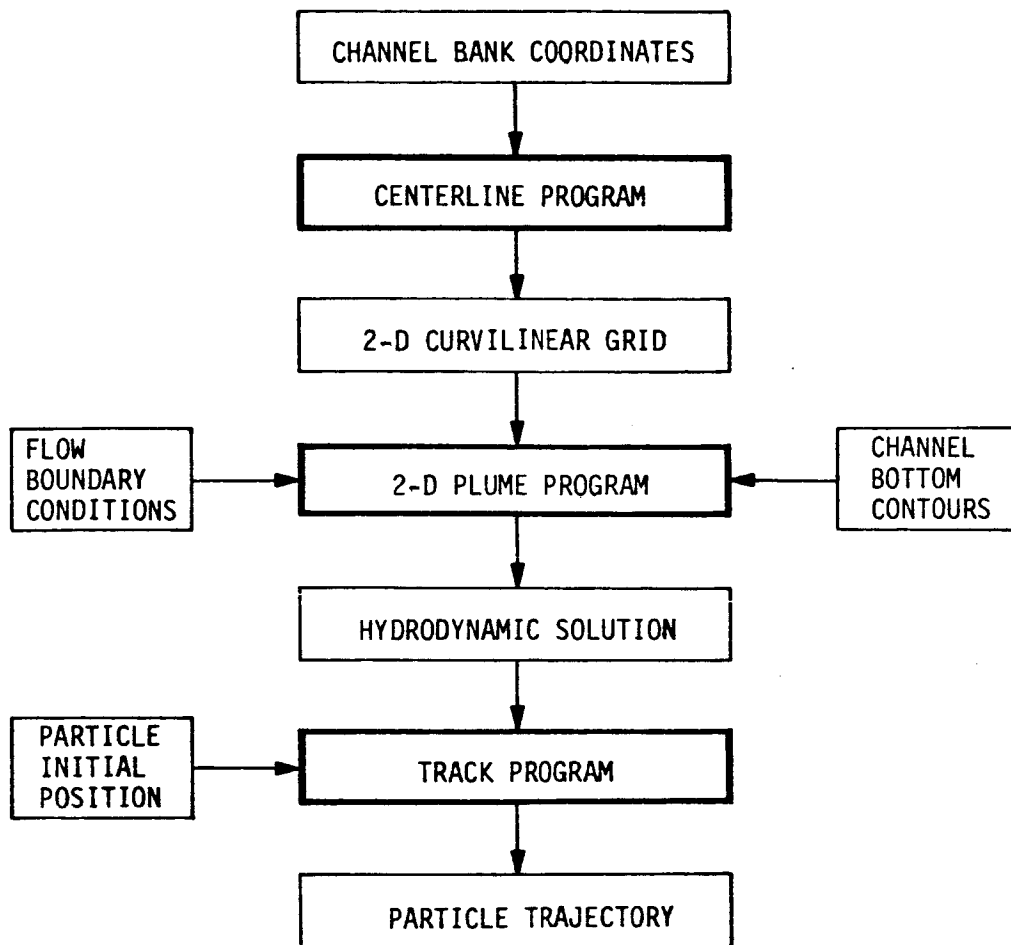 CHANNEL BANK COORDINATES
CENTERLINE PROGRAM
2-D CURVILINEAR GRID
FLOW
BOUNDARY
CONDITIONS
2-D PLUME PROGRAM
CHANNEL
BOTTOM
CONTOURS
HYDRODYNAMIC SOLUTION
PARTICLE
INITIAL
POSITION
TRACK PROGRAM
PARTICLE TRAJECTORY